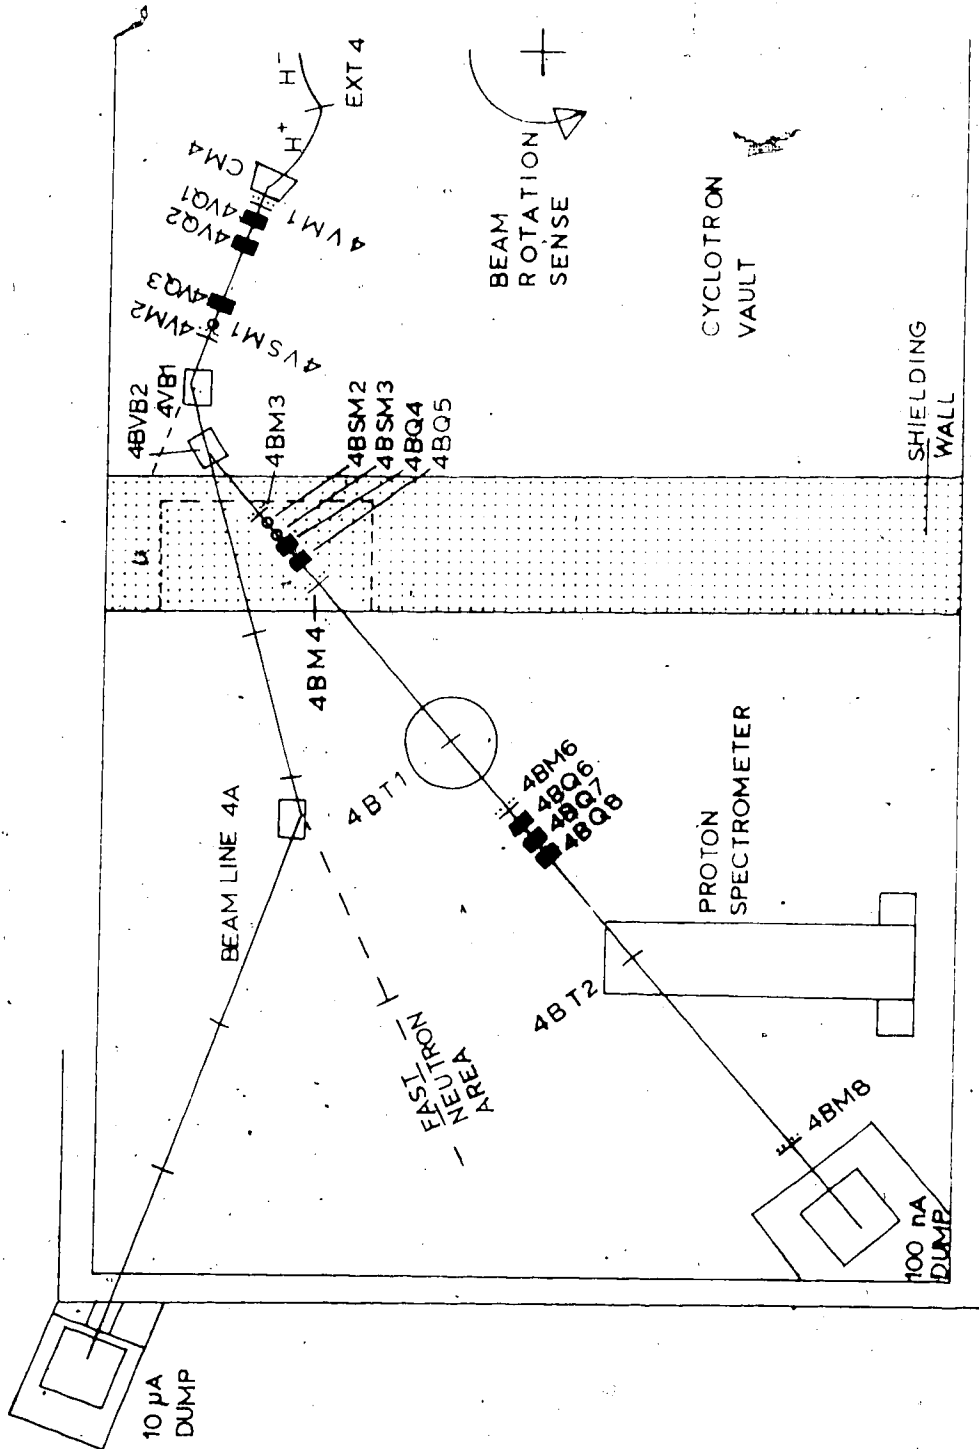 H⁻
EXT 4
H⁺
CM4
4VQ1
4VQ2
4VM1
4VQ3
4VM2
4VSM1
4VB1
4BVB2
4BM3
4BSM2
4BSM3
4BQ4
4BQ5
BEAM
ROTATION
SENSE
CYCLOTRON
VAULT
SHIELDING
WALL
4BM4
4BT1
BEAM LINE 4A
4BM6
4BQ6
4BQ7
4BQ8
PROTON
SPECTROMETER
4BT2
FAST
NEUTRON
AREA
4BM8
100 nA
DUMP
10 μA
DUMP